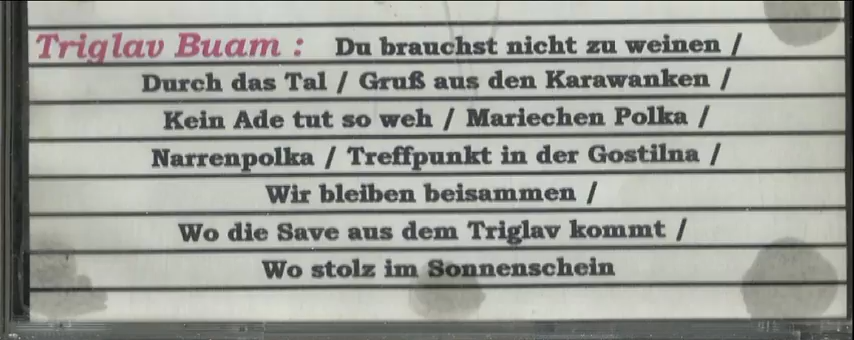 Triglav Buam : Du brauchst nicht zu weinen /
Durch das Tal / Gruß aus den Karawanken /
Kein Ade tut so weh / Mariechen Polka /
Narrenpolka / Treffpunkt in der Gostilna /
Wir bleiben beisammen /
Wo die Save aus dem Triglav kommt /
Wo stolz im Sonnenschein